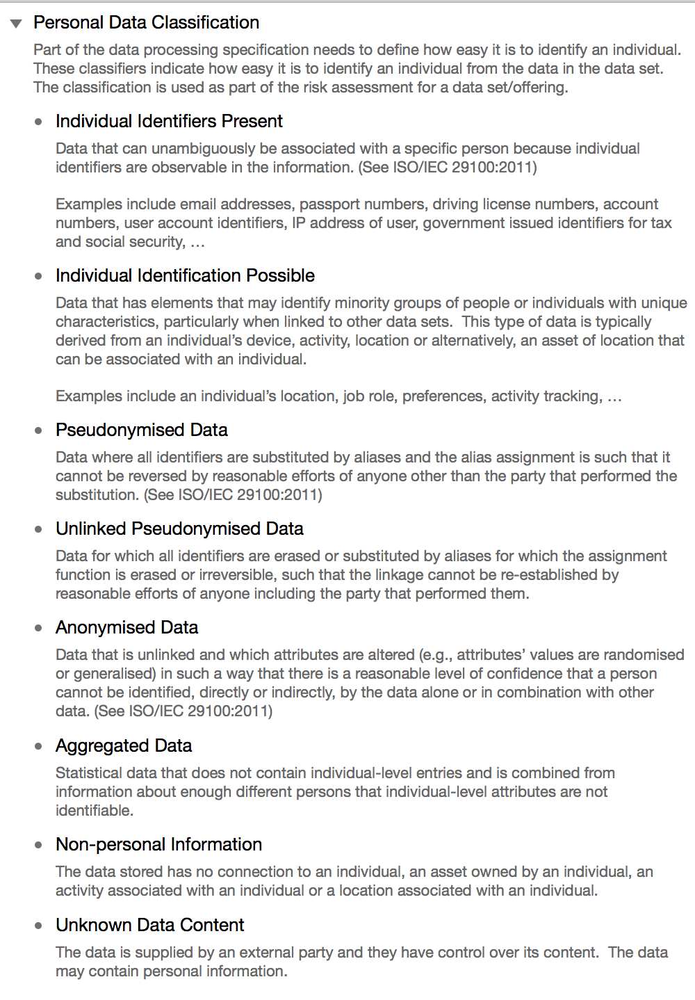 Personal Data Classification
Part of the data processing specification needs to define how easy it is to identify an individual.
These classifiers indicate how easy it is to identify an individual from the data in the data set.
The classification is used as part of the risk assessment for a data set/offering.
• Individual Identifiers Present
Data that can unambiguously be associated with a specific person because individual
identifiers are observable in the information. (See ISO/IEC 29100:2011)
Examples include email addresses, passport numbers, driving license numbers, account
numbers, user account identifiers, IP address of user, government issued identifiers for tax
and social security, …
• Individual Identification Possible
Data that has elements that may identify minority groups of people or individuals with unique
characteristics, particularly when linked to other data sets.  This type of data is typically
derived from an individual’s device, activity, location or alternatively, an asset of location that
can be associated with an individual.
Examples include an individual’s location, job role, preferences, activity tracking, …
• Pseudonymised Data
Data where all identifiers are substituted by aliases and the alias assignment is such that it
cannot be reversed by reasonable efforts of anyone other than the party that performed the
substitution. (See ISO/IEC 29100:2011)
• Unlinked Pseudonymised Data
Data for which all identifiers are erased or substituted by aliases for which the assignment
function is erased or irreversible, such that the linkage cannot be re-established by
reasonable efforts of anyone including the party that performed them.
• Anonymised Data
Data that is unlinked and which attributes are altered (e.g., attributes’ values are randomised
or generalised) in such a way that there is a reasonable level of confidence that a person
cannot be identified, directly or indirectly, by the data alone or in combination with other
data. (See ISO/IEC 29100:2011)
• Aggregated Data
Statistical data that does not contain individual-level entries and is combined from
information about enough different persons that individual-level attributes are not
identifiable.
• Non-personal Information
The data stored has no connection to an individual, an asset owned by an individual, an
activity associated with an individual or a location associated with an individual.
• Unknown Data Content
The data is supplied by an external party and they have control over its content.  The data
may contain personal information.